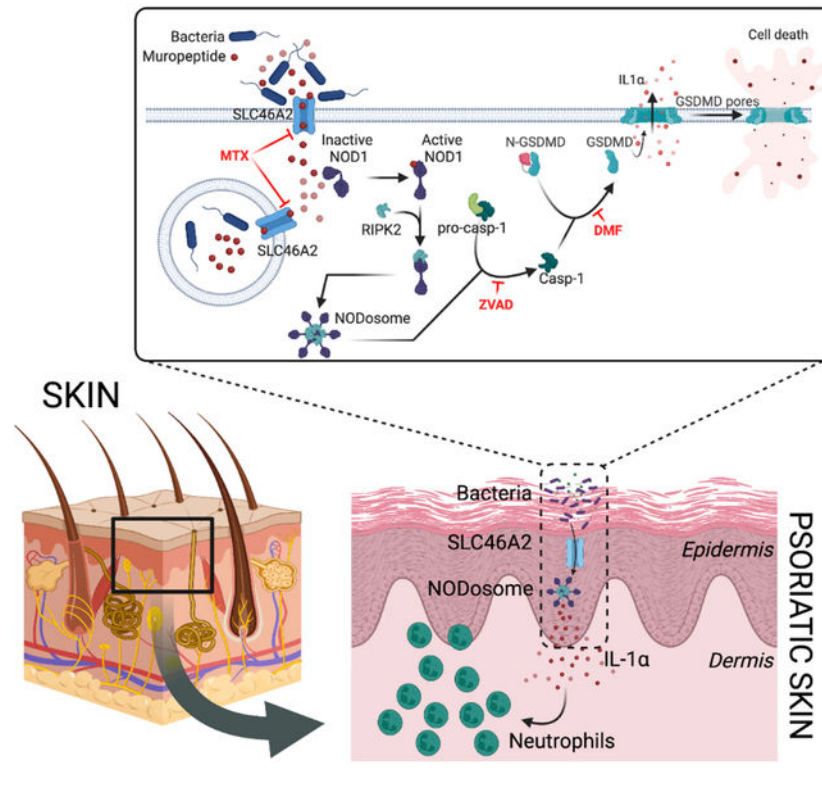 Bacteria
Muropeptide
SLC46A2
MTX
Inactive
NOD1
Active
NOD1
SLC46A2
RIPK2
NODosome
pro-casp-1
ZVAD
Casp-1
N-GSDMD
GSDMD
DMF
IL1α
GSDMD pores
Cell death
SKIN
Bacteria
SLC46A2
NODosome
IL-1α
Neutrophils
Epidermis
Dermis
PSORIATIC SKIN